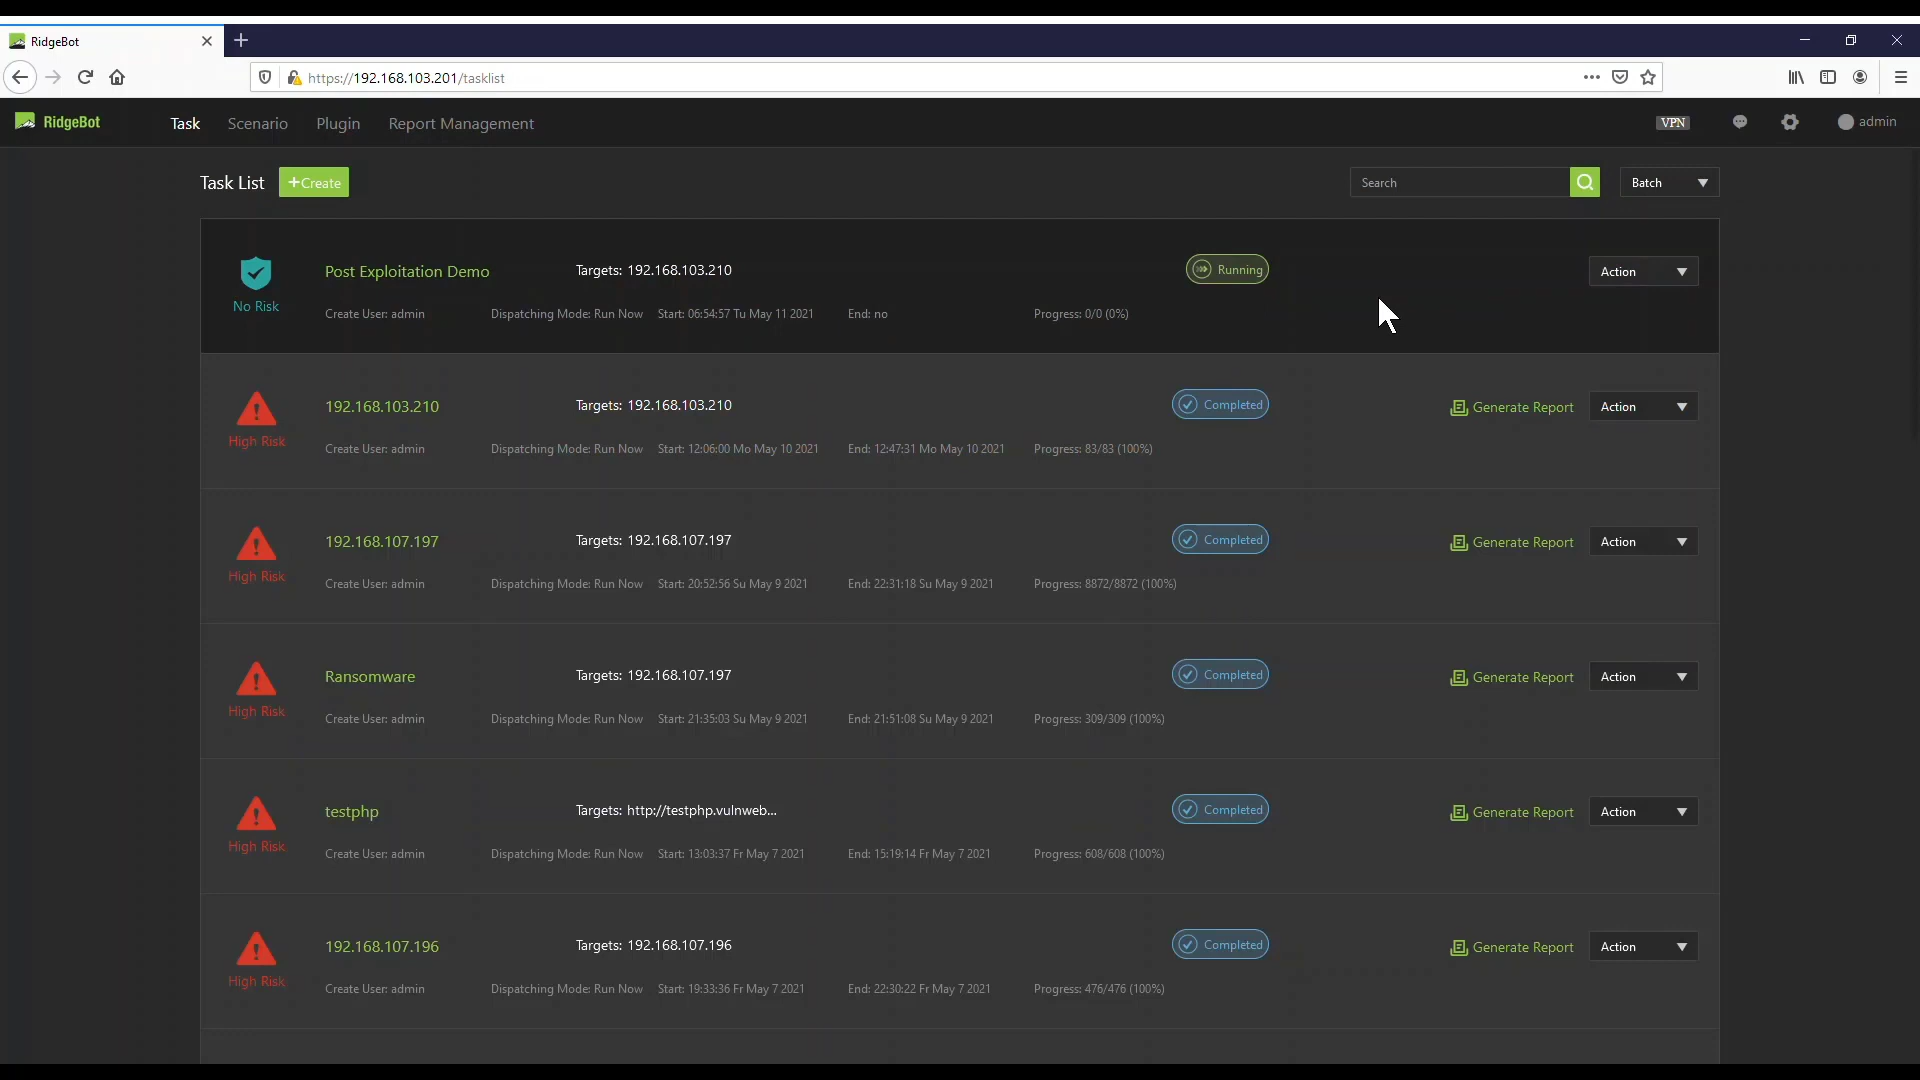 RidgeBot
https://192.168.103.201/tasklist
RidgeBot Task Scenario Plugin Report Management VPN admin
Task List +Create Search Batch
Post Exploitation Demo Targets: 192.168.103.210 Running Action
No Risk Create User: admin Dispatching Mode: Run Now Start: 06:54:57 Tu May 11 2021 End: no Progress: 0/0 (0%)
192.168.103.210 Targets: 192.168.103.210 Completed Generate Report Action
High Risk Create User: admin Dispatching Mode: Run Now Start: 12:06:00 Mo May 10 2021 End: 12:47:31 Mo May 10 2021 Progress: 83/83 (100%)
192.168.107.197 Targets: 192.168.107.197 Completed Generate Report Action
High Risk Create User: admin Dispatching Mode: Run Now Start: 20:52:56 Su May 9 2021 End: 22:31:18 Su May 9 2021 Progress: 8872/8872 (100%)
Ransomware Targets: 192.168.107.197 Completed Generate Report Action
High Risk Create User: admin Dispatching Mode: Run Now Start: 21:35:03 Su May 9 2021 End: 21:51:08 Su May 9 2021 Progress: 309/309 (100%)
testphp Targets: http://testphp.vulnweb... Completed Generate Report Action
High Risk Create User: admin Dispatching Mode: Run Now Start: 13:03:37 Fr May 7 2021 End: 15:19:14 Fr May 7 2021 Progress: 608/608 (100%)
192.168.107.196 Targets: 192.168.107.196 Completed Generate Report Action
High Risk Create User: admin Dispatching Mode: Run Now Start: 19:33:36 Fr May 7 2021 End: 22:30:22 Fr May 7 2021 Progress: 476/476 (100%)